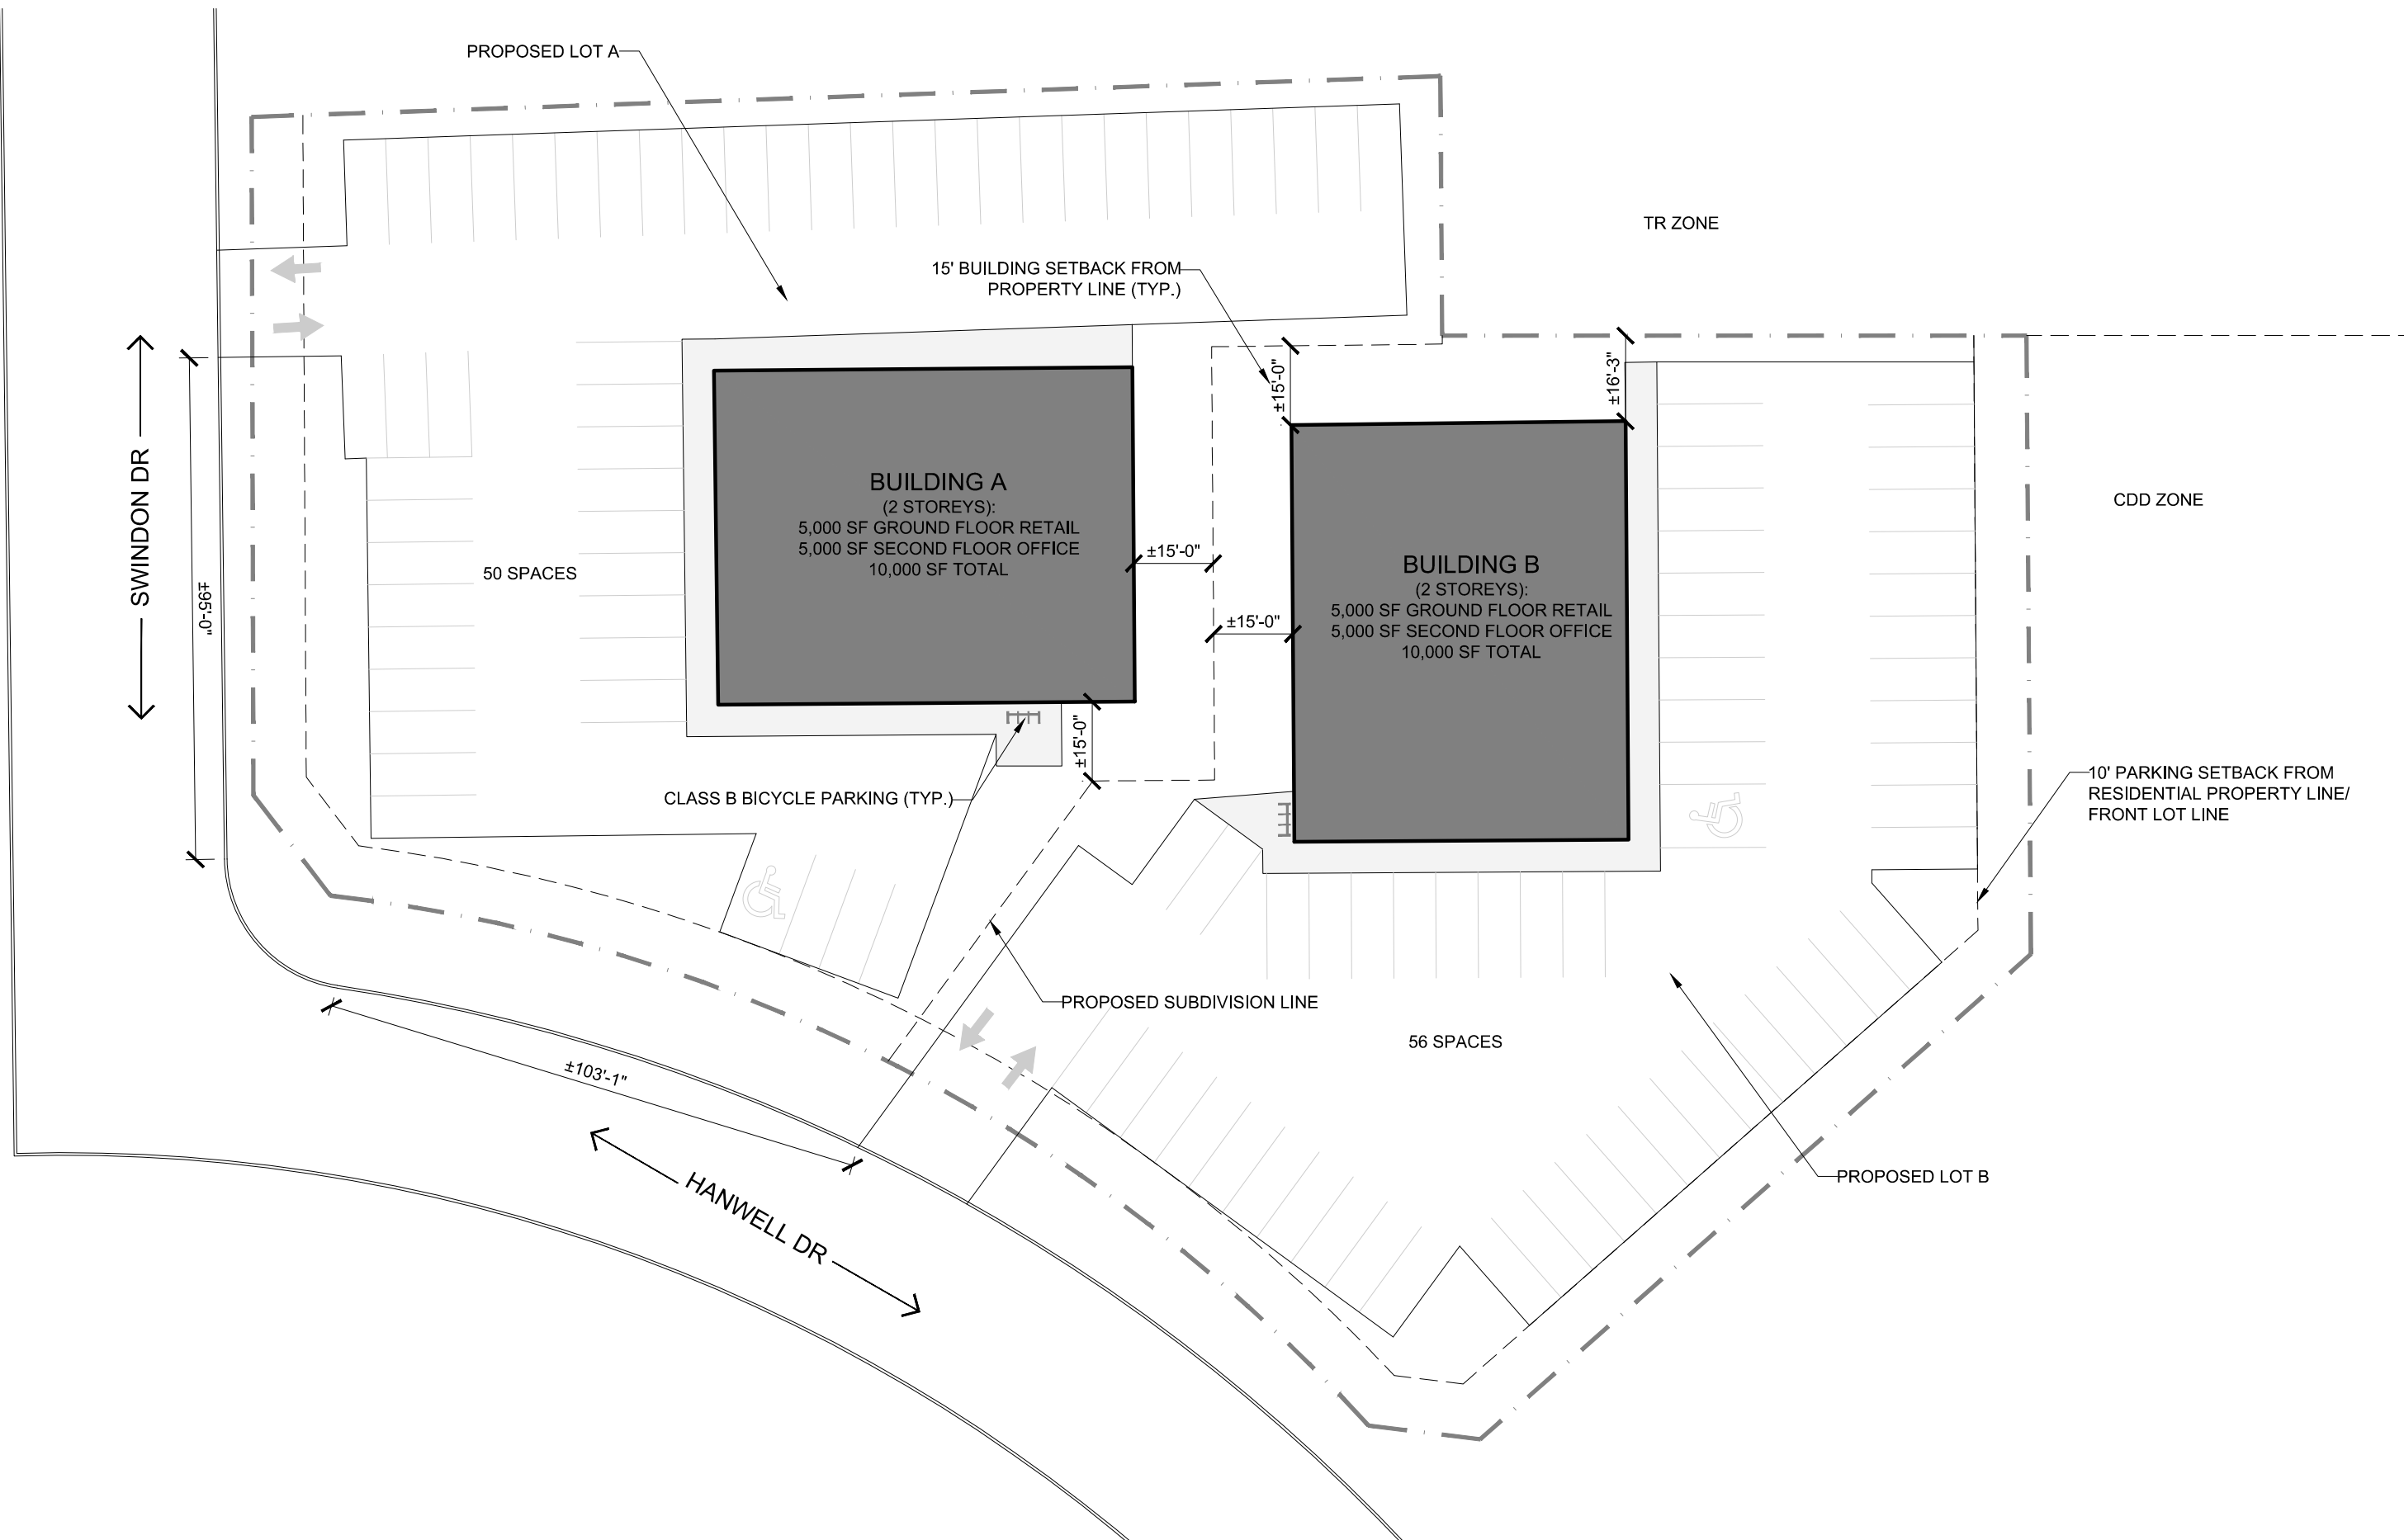 PROPOSED LOT A
TR ZONE
15' BUILDING SETBACK FROM
PROPERTY LINE (TYP.)
±15'-0"
±16'-3"
SWINDON DR
±95'-0"
BUILDING A
(2 STOREYS):
5,000 SF GROUND FLOOR RETAIL
5,000 SF SECOND FLOOR OFFICE
10,000 SF TOTAL
50 SPACES
±15'-0"
±15'-0"
BUILDING B
(2 STOREYS):
5,000 SF GROUND FLOOR RETAIL
5,000 SF SECOND FLOOR OFFICE
10,000 SF TOTAL
CDD ZONE
±15'-0"
CLASS B BICYCLE PARKING (TYP.)
10' PARKING SETBACK FROM
RESIDENTIAL PROPERTY LINE/
FRONT LOT LINE
PROPOSED SUBDIVISION LINE
56 SPACES
±103'-1"
HANWELL DR
PROPOSED LOT B